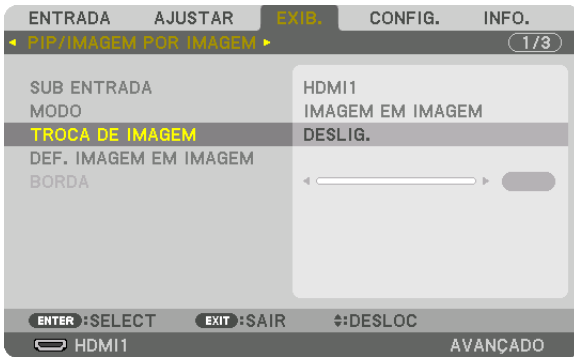 ENTRADA AJUSTAR EXIB. CONFIG. INFO.
PIP/IMAGEM POR IMAGEM 1/3
SUB ENTRADA HDMI1
MODO IMAGEM EM IMAGEM
TROCA DE IMAGEM DESLIG.
DEF. IMAGEM EM IMAGEM
BORDA
ENTER :SELECT EXIT :SAIR :DESLOC
HDMI1 AVANÇADO